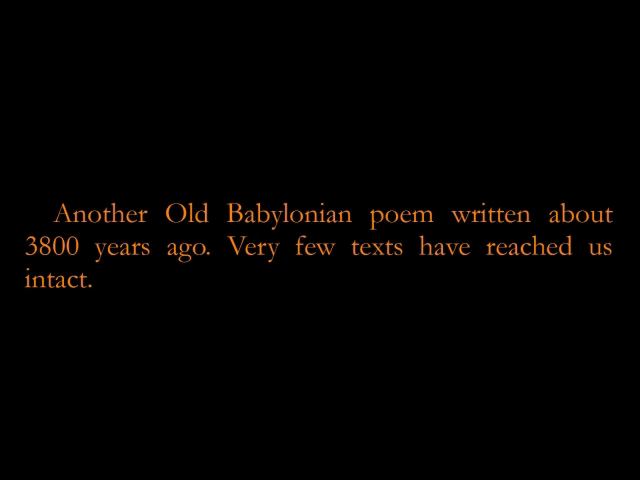 Another Old Babylonian poem written about
3800 years ago. Very few texts have reached us
intact.